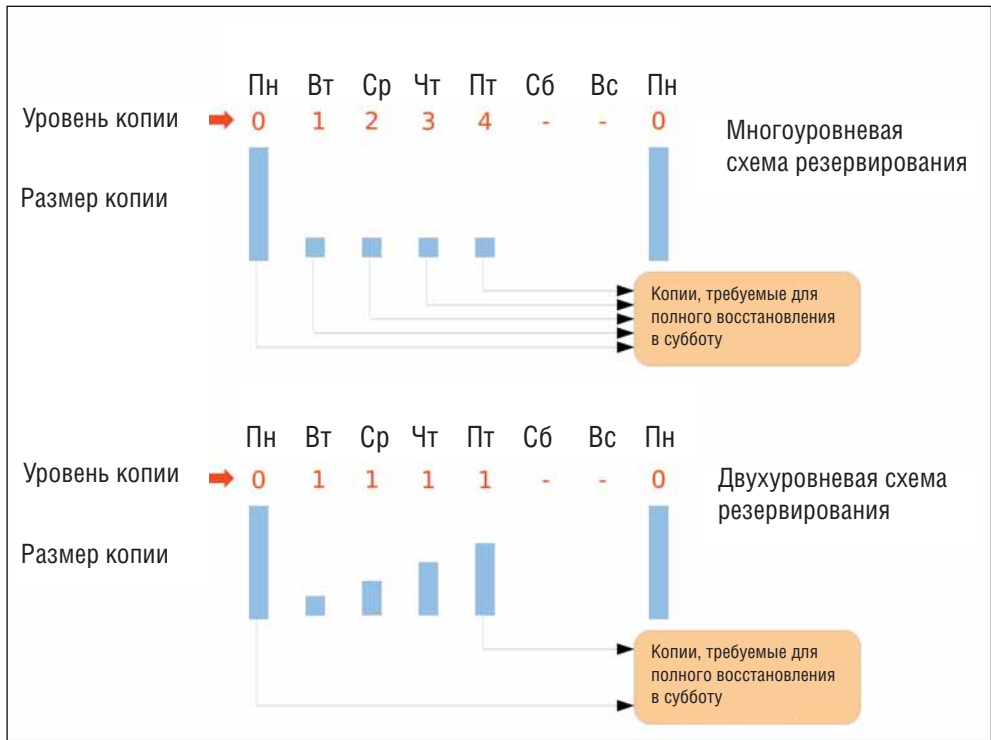 Пн Вт Ср Чт Пт Сб Вс Пн
Уровень копии 0 1 2 3 4 - - 0
Многоуровневая
схема резервирования
Размер копии
Копии, требуемые для
полного восстановления
в субботу
Пн Вт Ср Чт Пт Сб Вс Пн
Уровень копии 0 1 1 1 1 - - 0
Двухуровневая схема
резервирования
Размер копии
Копии, требуемые для
полного восстановления
в субботу